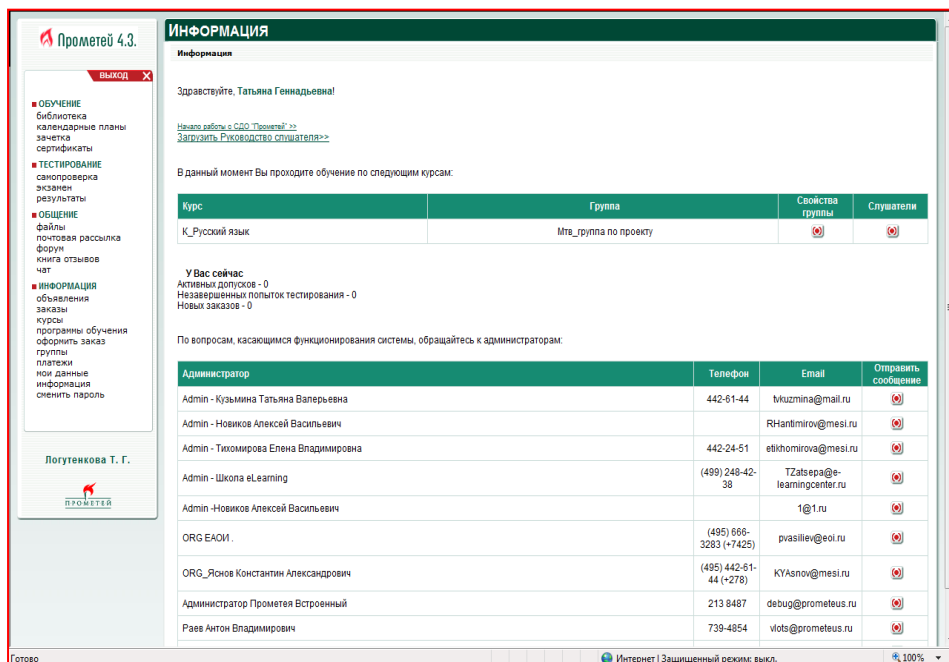 Прометей 4.3.
ВЫХОД X
ОБУЧЕНИЕ
библиотека
календарные планы
зачетка
сертификаты
ТЕСТИРОВАНИЕ
самопроверка
экзамен
результаты
ОБЩЕНИЕ
файлы
почтовая рассылка
форум
книга отзывов
чат
ИНФОРМАЦИЯ
объявления
заказы
курсы
программы обучения
оформить заказ
группы
платежи
мои данные
информация
сменить пароль
Логутенкова Т. Г.
ПРОМЕТЕЙ
ИНФОРМАЦИЯ
Информация
Здравствуйте, Татьяна Геннадьевна!
Начало работы с СДО "Прометей" >>
Загрузить Руководство слушателя>>
В данный момент Вы проходите обучение по следующим курсам:
Курс Группа Свойства группы Слушатели
К_Русский язык Мтв_группа по проекту
У Вас сейчас
Активных допусков - 0
Незавершенных попыток тестирования - 0
Новых заказов - 0
По вопросам, касающимся функционирования системы, обращайтесь к администраторам:
Администратор Телефон Email Отправить сообщение
Admin - Кузьмина Татьяна Валерьевна 442-61-44 tvkuzmina@mail.ru
Admin - Новиков Алексей Васильевич RHantimirov@mesi.ru
Admin - Тихомирова Елена Владимировна 442-24-51 etikhomirova@mesi.ru
Admin - Школа eLearning (499) 248-42-38 TZatsepa@e-learningcenter.ru
Admin -Новиков Алексей Васильевич 1@1.ru
ORG ЕАОИ . (495) 666-3283 (+7425) pvasiliev@eoi.ru
ORG_Яснов Константин Александрович (495) 442-61-44 (+278) KYAsnov@mesi.ru
Администратор Прометея Встроенный 213 8487 debug@prometeus.ru
Раев Антон Владимирович 739-4854 vlots@prometeus.ru
Готово Интернет | Защищенный режим: выкл. 100%